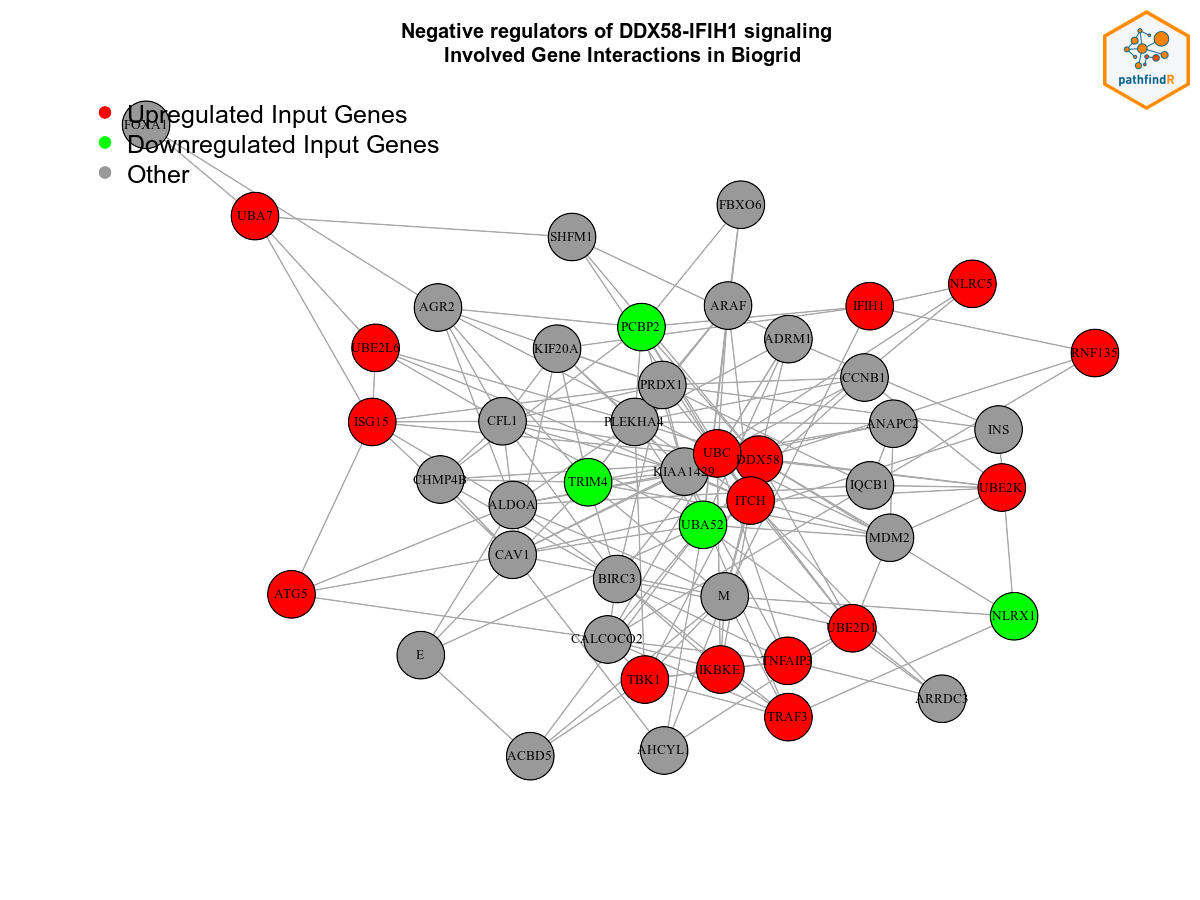 Negative regulators of DDX58-IFIH1 signaling
Involved Gene Interactions in Biogrid
pathfindR
Upregulated Input Genes
FOXA1
Downregulated Input Genes
Other
FBXO6
UBA7
SHFM1
NLRC5
AGR2
ARAF
IFIH1
PCBP2
ADRM1
UBE2L6
KIF20A
RNF135
CCNB1
PRDX1
ISG15
CFL1
PLEKHA4
ANAPC2
INS
UBC
DDX58
KIAA1429
CHMP4B
TRIM4
IQCB1
UBE2K
ITCH
ALDOA
UBA52
MDM2
CAV1
BIRC3
ATG5
M
NLRX1
UBE2D1
CALCOCO2
E
TNFAIP3
IKBKE
TBK1
ARRDC3
TRAF3
AHCYL1
ACBD5